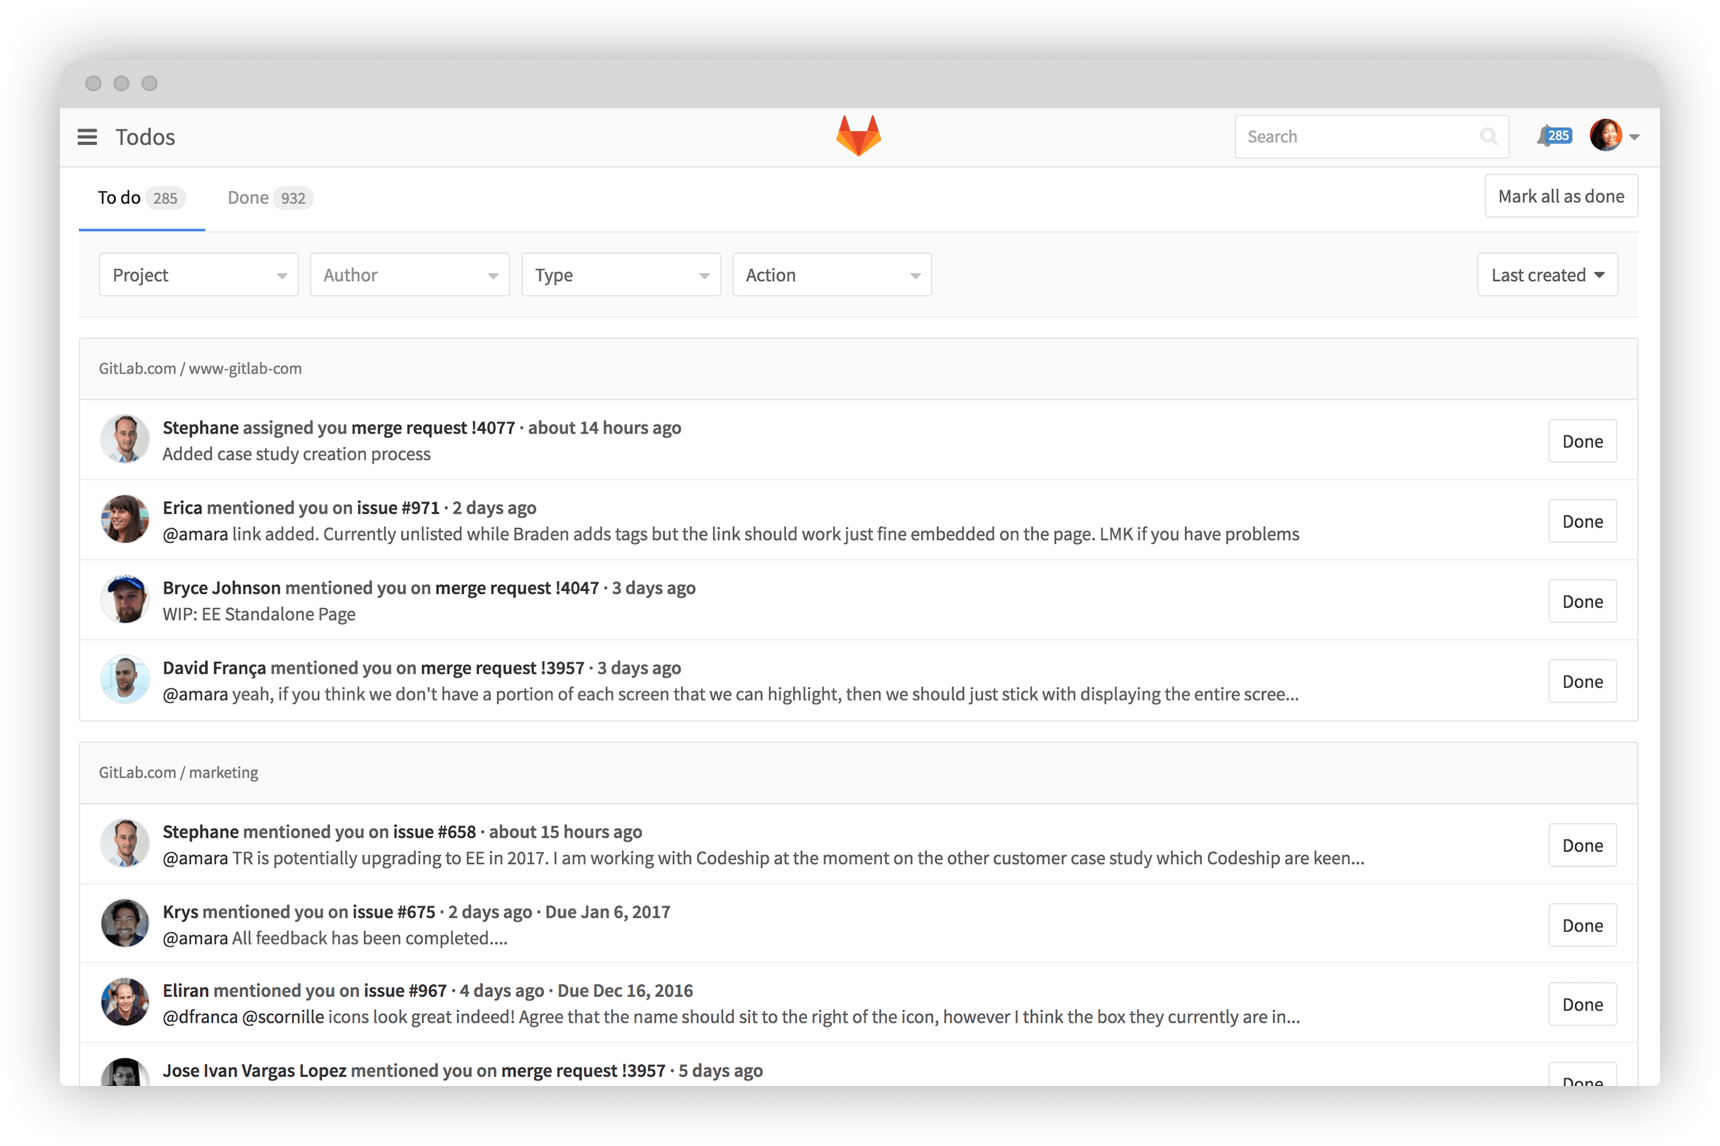 Todos
Search
285
To do 285
Done 932
Mark all as done
Project
Author
Type
Action
Last created
GitLab.com / www-gitlab-com
Stephane assigned you merge request !4077 · about 14 hours ago
Added case study creation process
Done
Erica mentioned you on issue #971 · 2 days ago
@amara link added. Currently unlisted while Braden adds tags but the link should work just fine embedded on the page. LMK if you have problems
Done
Bryce Johnson mentioned you on merge request !4047 · 3 days ago
WIP: EE Standalone Page
Done
David França mentioned you on merge request !3957 · 3 days ago
@amara yeah, if you think we don't have a portion of each screen that we can highlight, then we should just stick with displaying the entire scree...
Done
GitLab.com / marketing
Stephane mentioned you on issue #658 · about 15 hours ago
@amara TR is potentially upgrading to EE in 2017. I am working with Codeship at the moment on the other customer case study which Codeship are keen...
Done
Krys mentioned you on issue #675 · 2 days ago · Due Jan 6, 2017
@amara All feedback has been completed....
Done
Eliran mentioned you on issue #967 · 4 days ago · Due Dec 16, 2016
@dfranca @scornille icons look great indeed! Agree that the name should sit to the right of the icon, however I think the box they currently are in...
Done
Jose Ivan Vargas Lopez mentioned you on merge request !3957 · 5 days ago
Done